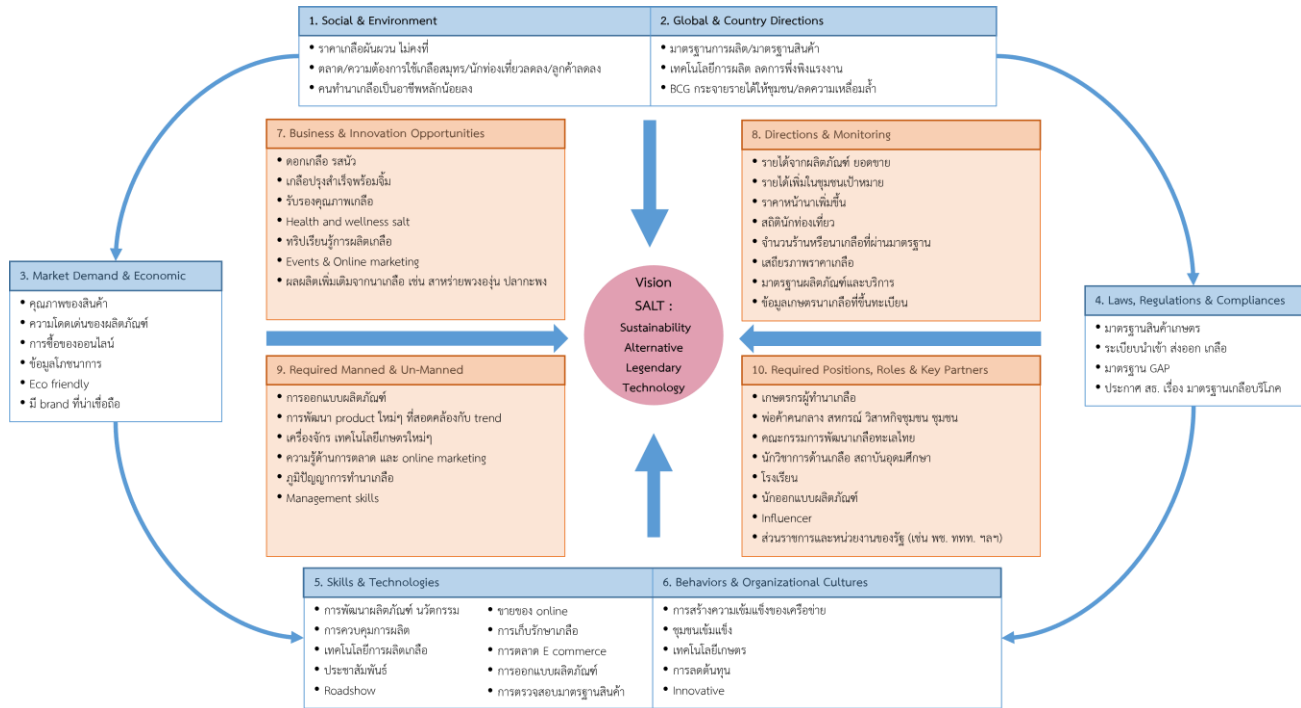 1. Social & Environment
• ราคาเกลือผันผวน ไม่คงที่
• ตลาด/ความต้องการใช้เกลือสมุทร/นักท่องเที่ยวลดลง/ลูกค้าลดลง
• คนทำนาเกลือเป็นอาชีพหลักน้อยลง
2. Global & Country Directions
• มาตรฐานการผลิต/มาตรฐานสินค้า
• เทคโนโลยีการผลิต ลดการพึ่งพิงแรงงาน
• BCG กระจายรายได้ให้ชุมชน/ลดความเหลื่อมล้ำ
7. Business & Innovation Opportunities
• ดอกเกลือ รสนัว
• เกลือปรุงสำเร็จพร้อมจิ้ม
• รับรองคุณภาพเกลือ
• Health and wellness salt
• ทริปเรียนรู้การผลิตเกลือ
• Events & Online marketing
• ผลผลิตเพิ่มเติมจากนาเกลือ เช่น สาหร่ายพวงองุ่น ปลากะพง
8. Directions & Monitoring
• รายได้จากผลิตภัณฑ์ ยอดขาย
• รายได้เพิ่มในชุมชนเป้าหมาย
• ราคาหน้านาเพิ่มขึ้น
• สถิตินักท่องเที่ยว
• จำนวนร้านหรือนาเกลือที่ผ่านมาตรฐาน
• เสถียรภาพราคาเกลือ
• มาตรฐานผลิตภัณฑ์และบริการ
• ข้อมูลเกษตรนาเกลือที่ขึ้นทะเบียน
3. Market Demand & Economic
• คุณภาพของสินค้า
• ความโดดเด่นของผลิตภัณฑ์
• การซื้อของออนไลน์
• ข้อมูลโภชนาการ
• Eco friendly
• มี brand ที่น่าเชื่อถือ
Vision
SALT :
Sustainability
Alternative
Legendary
Technology
4. Laws, Regulations & Compliances
• มาตรฐานสินค้าเกษตร
• ระเบียบนำเข้า ส่งออก เกลือ
• มาตรฐาน GAP
• ประกาศ สธ. เรื่อง มาตรฐานเกลือบริโภค
9. Required Manned & Un-Manned
• การออกแบบผลิตภัณฑ์
• การพัฒนา product ใหม่ๆ ที่สอดคล้องกับ trend
• เครื่องจักร เทคโนโลยีเกษตรใหม่ๆ
• ความรู้ด้านการตลาด และ online marketing
• ภูมิปัญญาการทำนาเกลือ
• Management skills
10. Required Positions, Roles & Key Partners
• เกษตรกรผู้ทำนาเกลือ
• พ่อค้าคนกลาง สหกรณ์ วิสาหกิจชุมชน ชุมชน
• คณะกรรมการพัฒนาเกลือทะเลไทย
• นักวิชาการด้านเกลือ สถาบันอุดมศึกษา
• โรงเรียน
• นักออกแบบผลิตภัณฑ์
• Influencer
• ส่วนราชการและหน่วยงานของรัฐ (เช่น พช. ททท. ฯลฯ)
5. Skills & Technologies
• การพัฒนาผลิตภัณฑ์ นวัตกรรม
• การควบคุมการผลิต
• เทคโนโลยีการผลิตเกลือ
• ประชาสัมพันธ์
• Roadshow
• ขายของ online
• การเก็บรักษาเกลือ
• การตลาด E commerce
• การออกแบบผลิตภัณฑ์
• การตรวจสอบมาตรฐานสินค้า
6. Behaviors & Organizational Cultures
• การสร้างความเข้มแข็งของเครือข่าย
• ชุมชนเข้มแข็ง
• เทคโนโลยีเกษตร
• การลดต้นทุน
• Innovative